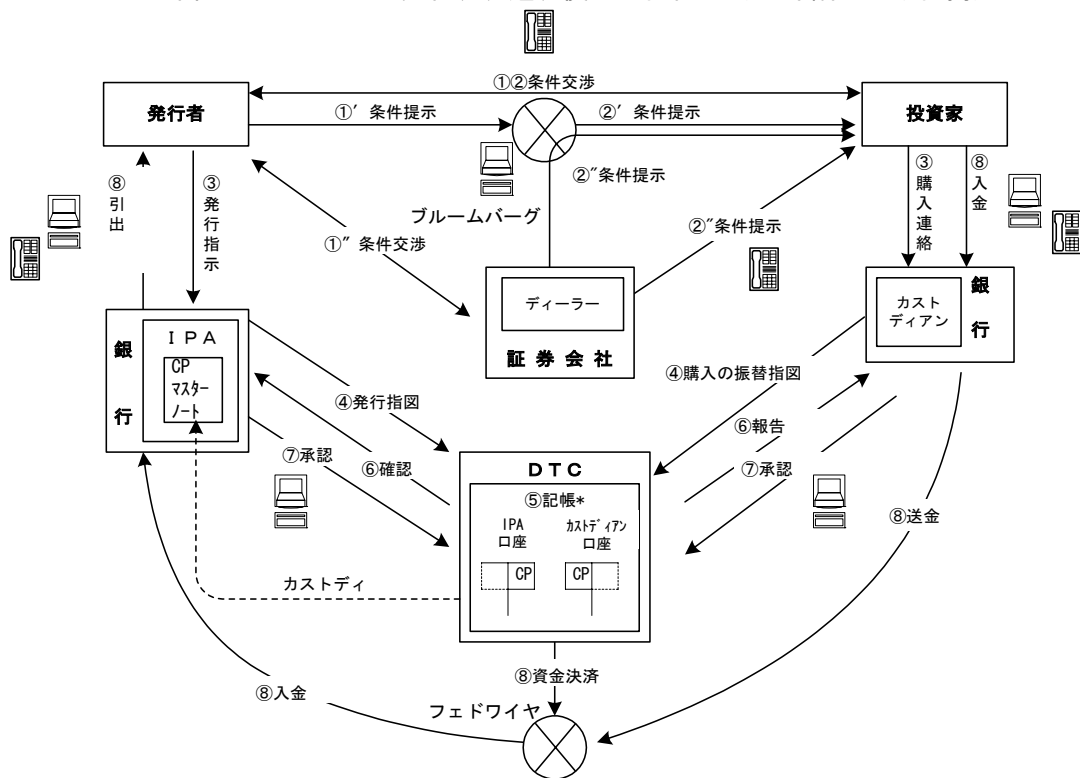 ①②条件交渉
発行者
投資家
①′ 条件提示
②′ 条件提示
②″条件提示
ブルームバーグ
①″ 条件交渉
②″条件提示
⑧引出
③発行指示
③購入連絡
⑧入金
ディーラー
証券会社
カスト
ディアン
銀行
銀行
ＩＰＡ
CP
ﾏｽﾀｰ
ﾉｰﾄ
④発行指図
④購入の振替指図
⑥確認
⑦承認
⑥報告
⑦承認
ＤＴＣ
⑤記帳*
IPA
口座
ｶｽﾄﾃﾞｨｱﾝ
口座
CP
CP
カストディ
⑧送金
⑧資金決済
⑧入金
フェドワイヤ